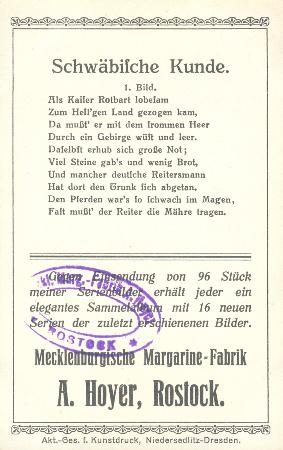 Schwäbiſche Kunde.
1. Bild.
Als Kaiſer Rotbart lobeſam
Zum Heil'gen Land gezogen kam,
Da mußt' er mit dem frommen Heer
Durch ein Gebirge wüſt und leer.
Daſelbſt erhub sich große Not;
Viel Steine gab's und wenig Brot,
Und mancher deutſche Reitersmann
Hat dort den Grunk ſich abgetan,
Den Pferden war's ſo ſchwach im Magen,
Faſt mußt' der Reiter die Mähre tragen.
Gegen Einsendung von 96 Stück
meiner Serienbilder erhält jeder ein
elegantes Sammelalbum mit 16 neuen
Serien der zuletzt erschienenen Bilder.
Marg.-Fabrik A. Hoyer
* ROSTOCK *
Mecklenburgische Margarine-Fabrik
A. Hoyer, Rostock.
Akt.-Ges. f. Kunstdruck, Niedersedlitz-Dresden.